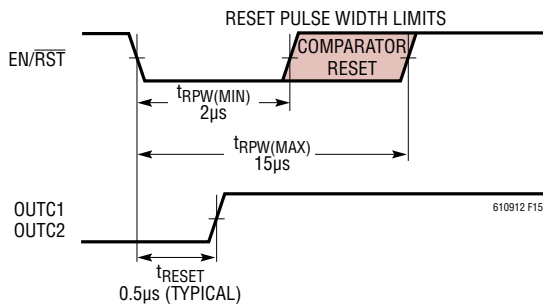 RESET PULSE WIDTH LIMITS
EN/RST
COMPARATOR
RESET
tRPW(MIN)
2µs
tRPW(MAX)
15µs
610912 F15
OUTC1
OUTC2
tRESET
0.5µs (TYPICAL)